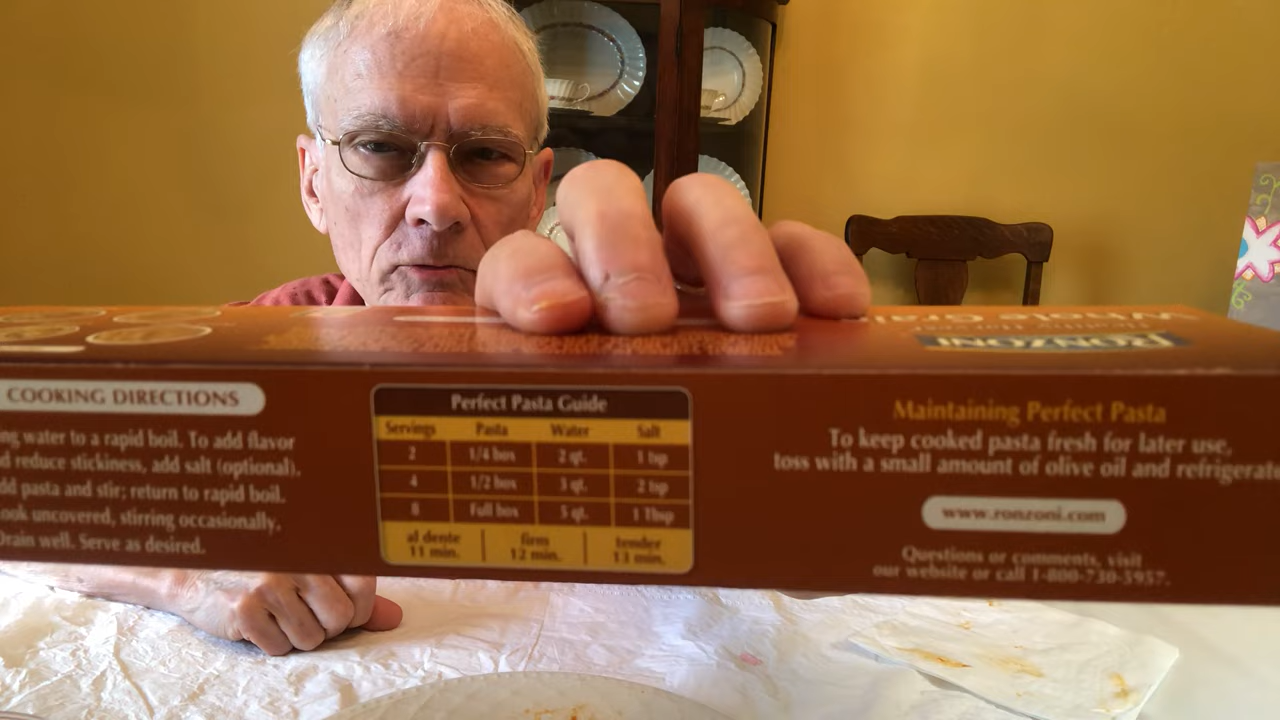 RONZONI
COOKING DIRECTIONS
ng water to a rapid boil. To add flavor
d reduce stickiness, add salt (optional).
dd pasta and stir; return to rapid boil.
ook uncovered, stirring occasionally.
Drain well. Serve as desired.
Perfect Pasta Guide
Servings Pasta Water Salt
2 1/4 box 2 qt. 1 tsp
4 1/2 box 3 qt. 2 tsp
8 Full box 5 qt. 1 Tbsp
al dente firm tender
11 min. 12 min. 13 min.
Maintaining Perfect Pasta
To keep cooked pasta fresh for later use,
toss with a small amount of olive oil and refrigerate
www.ronzoni.com
Questions or comments, visit
our website or call 1-800-730-5957.